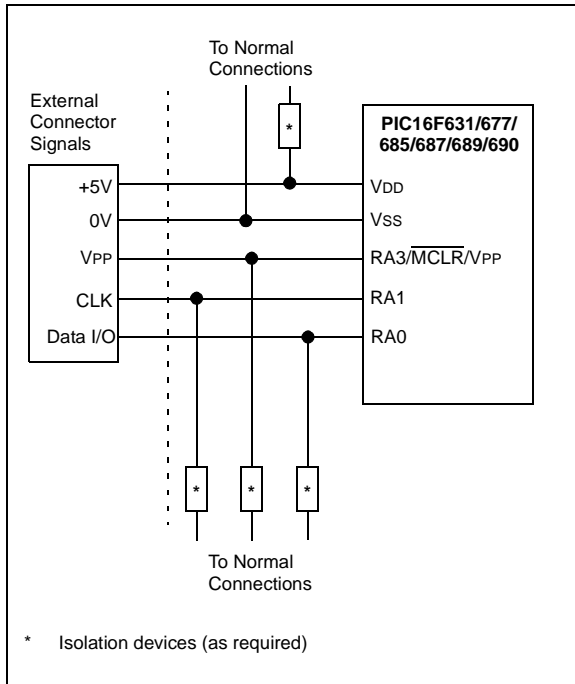 To Normal
Connections
External
Connector
Signals
*
PIC16F631/677/
685/687/689/690
+5V
VDD
0V
VSS
VPP
RA3/MCLR/VPP
CLK
RA1
Data I/O
RA0
*
*
*
To Normal
Connections
* Isolation devices (as required)